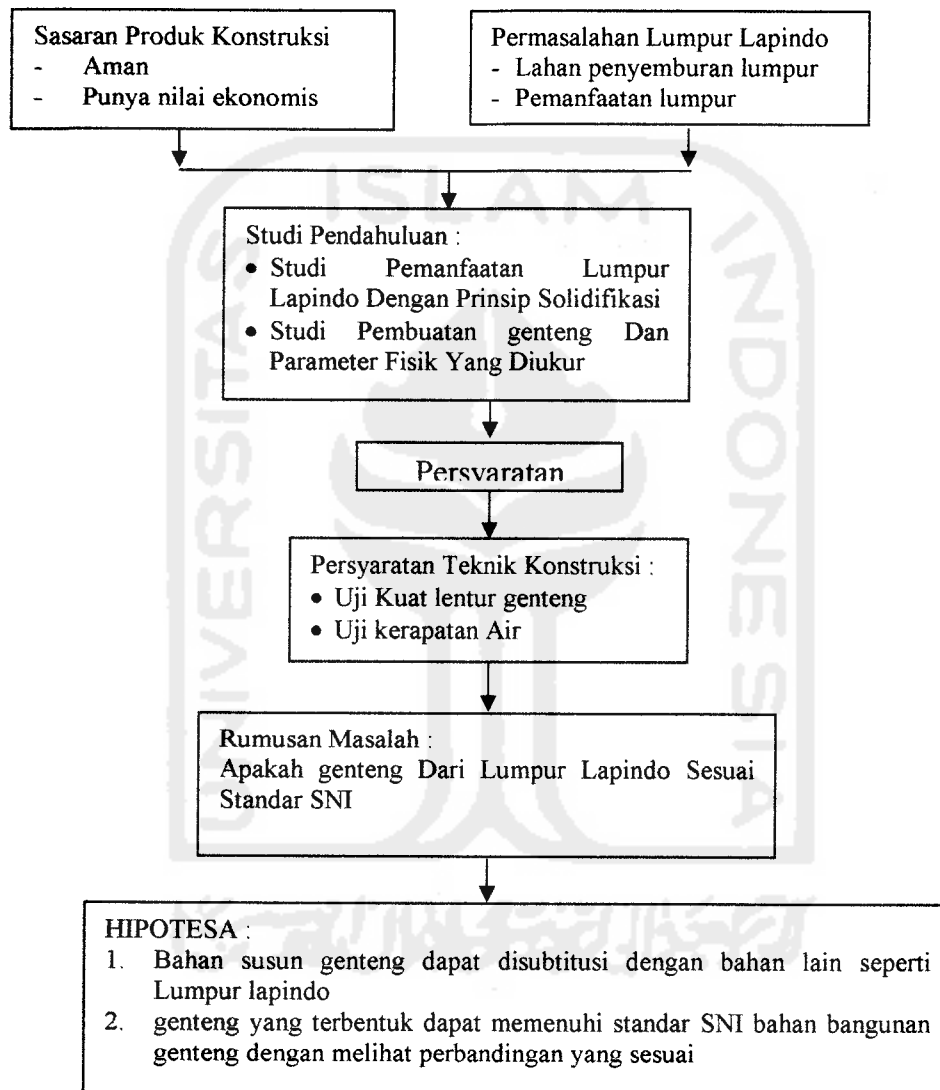 Sasaran Produk Konstruksi
- Aman
- Punya nilai ekonomis
Permasalahan Lumpur Lapindo
- Lahan penyemburan lumpur
- Pemanfaatan lumpur
Studi Pendahuluan :
• Studi Pemanfaatan Lumpur
Lapindo Dengan Prinsip Solidifikasi
• Studi Pembuatan genteng Dan
Parameter Fisik Yang Diukur
Persyaratan
Persyaratan Teknik Konstruksi :
• Uji Kuat lentur genteng
• Uji kerapatan Air
Rumusan Masalah :
Apakah genteng Dari Lumpur Lapindo Sesuai
Standar SNI
HIPOTESA :
1. Bahan susun genteng dapat disubtitusi dengan bahan lain seperti
Lumpur lapindo
2. genteng yang terbentuk dapat memenuhi standar SNI bahan bangunan
genteng dengan melihat perbandingan yang sesuai
UNIVERSITAS
ISLAM
INDONESIA